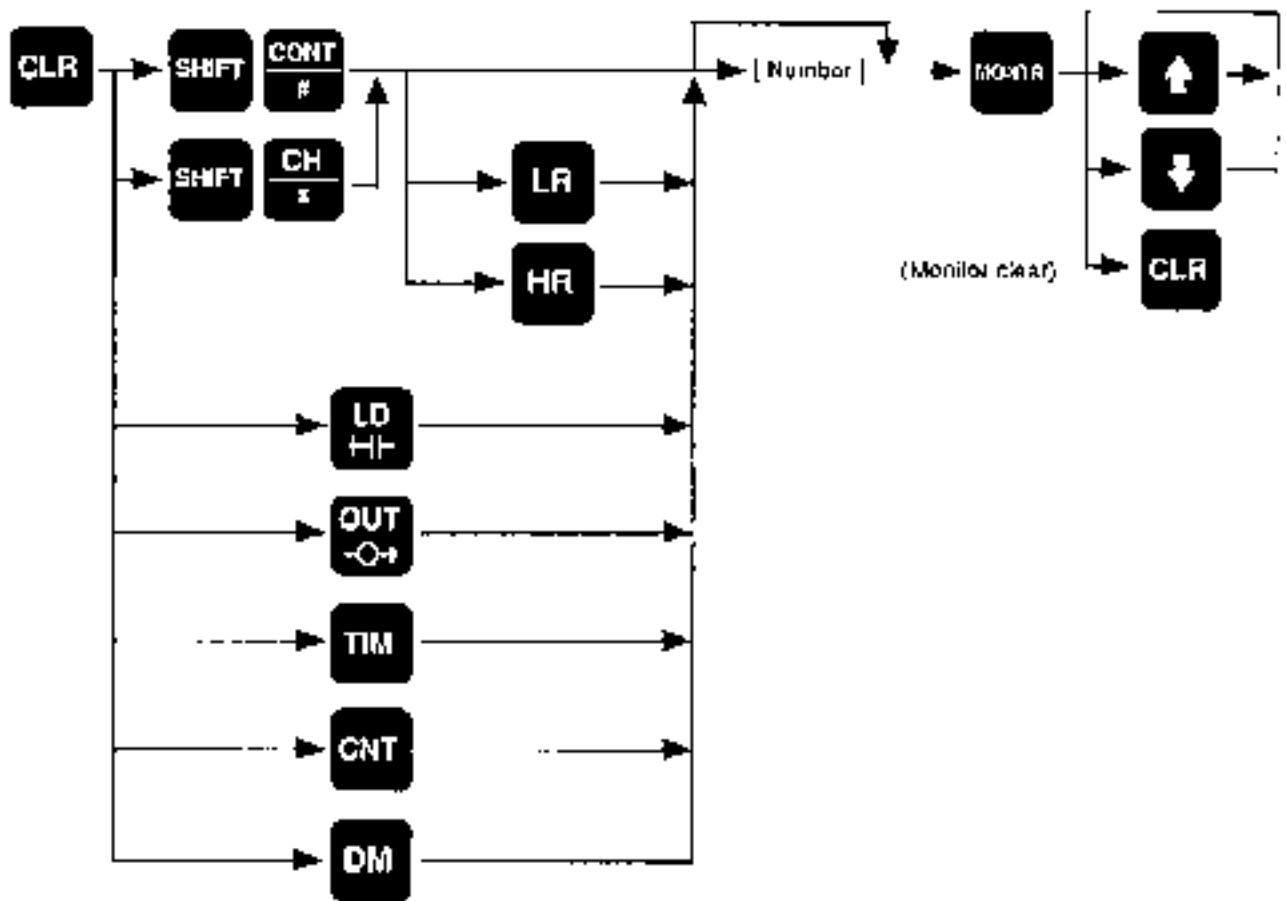 CLR
SHIFT
CONT
#
[ Number ]
MONTR
SHIFT
CH
*
LR
HR
(Monitor clear)
CLR
LD
OUT
TIM
CNT
DM